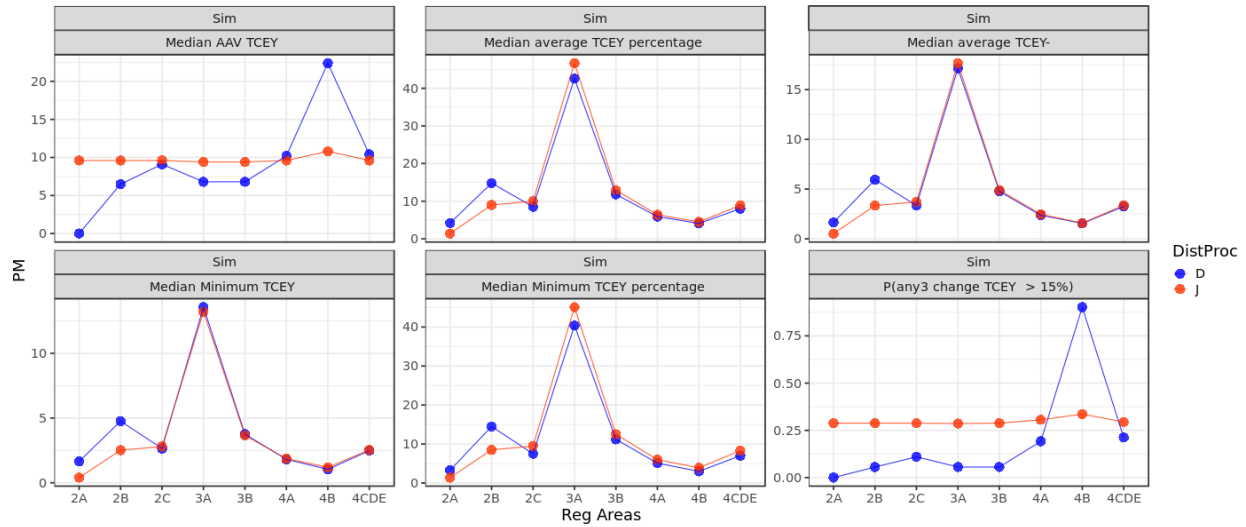 Sim
Median AAV TCEY
Sim
Median average TCEY percentage
Sim
Median average TCEY-
20
15
10
5
0
40
30
20
10
0
15
10
5
0
Sim
Median Minimum TCEY
Sim
Median Minimum TCEY percentage
Sim
P(any3 change TCEY > 15%)
10
5
0
40
30
20
10
0
0.75
0.50
0.25
0.00
2A 2B 2C 3A 3B 4A 4B 4CDE
2A 2B 2C 3A 3B 4A 4B 4CDE
2A 2B 2C 3A 3B 4A 4B 4CDE
PM
Reg Areas
DistProc
D
J